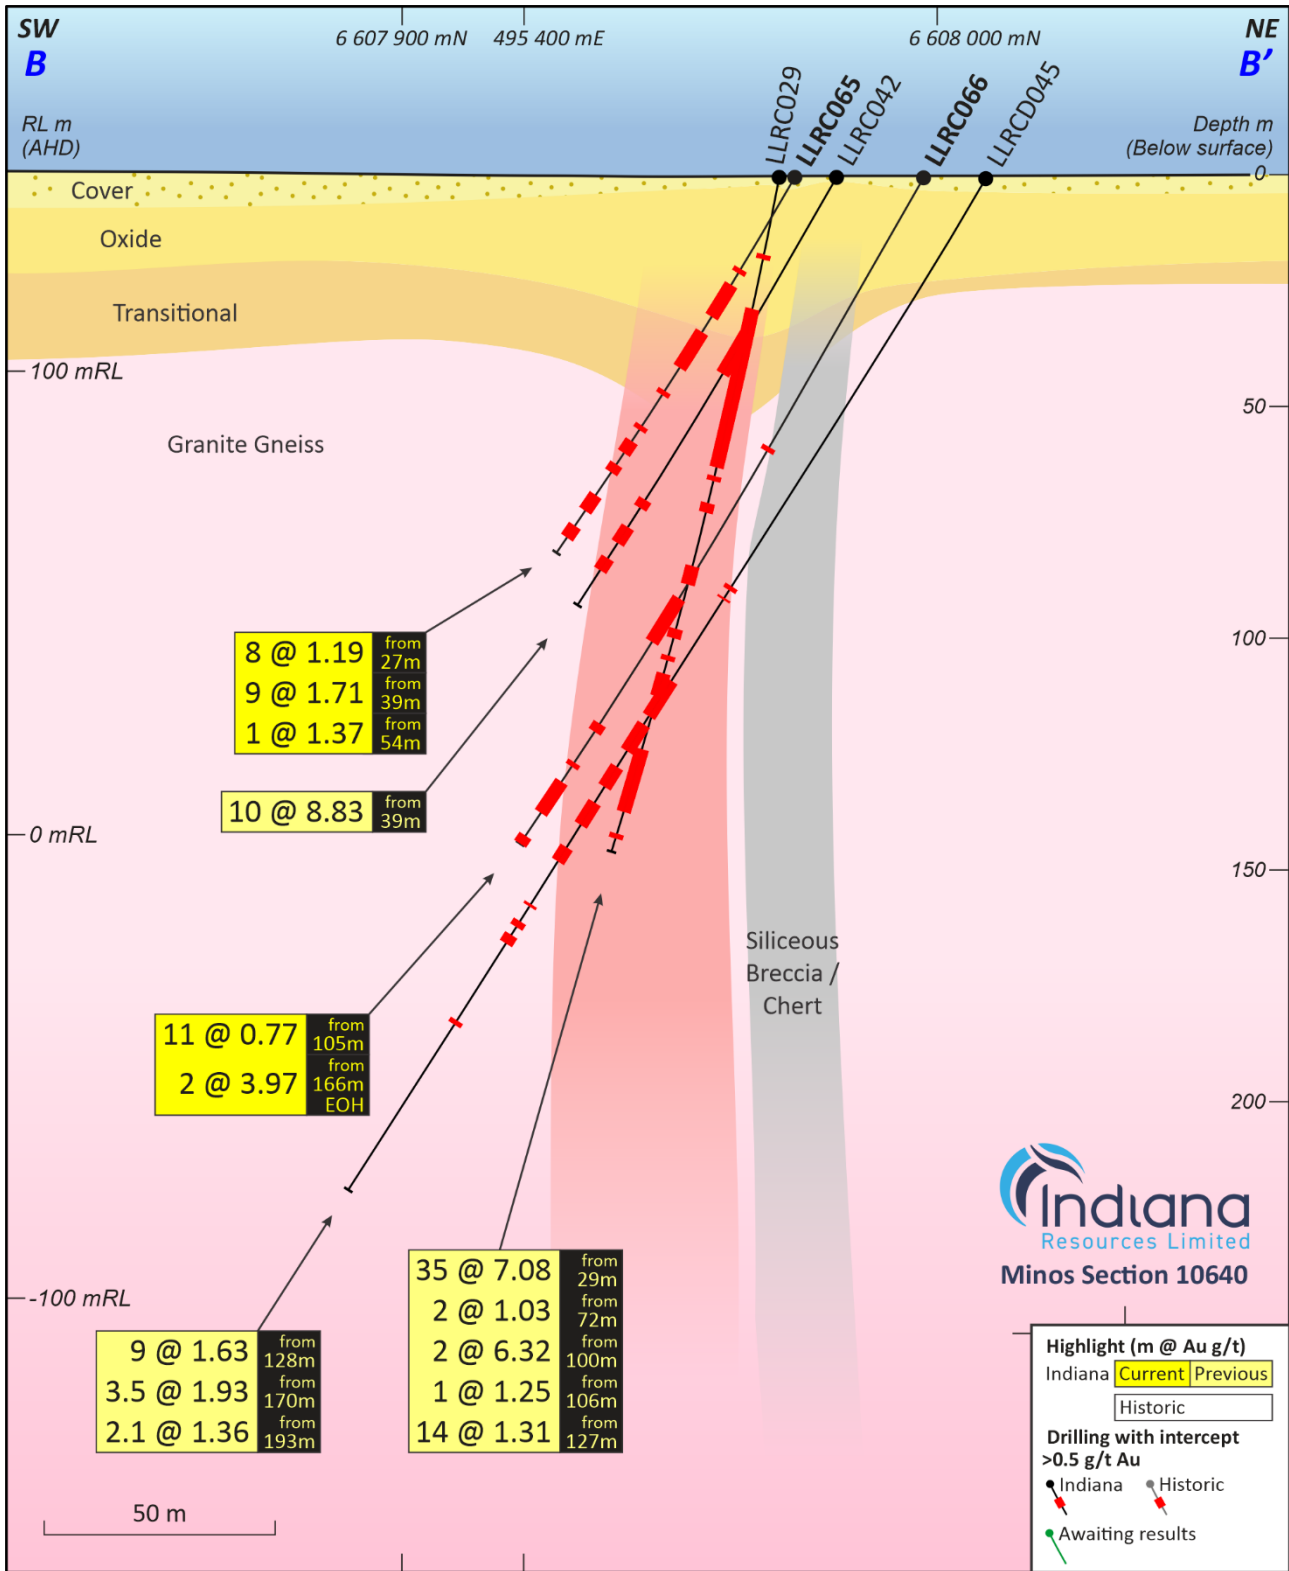 SW
B
6 607 900 mN
495 400 mE
6 608 000 mN
NE
B’
RL m
(AHD)
Depth m
(Below surface)
LLRC029
LLRC065
LLRC042
LLRC066
LLRCD045
0
Cover
Oxide
Transitional
100 mRL
50
Granite Gneiss
100
8 @ 1.19 from 27m
9 @ 1.71 from 39m
1 @ 1.37 from 54m
10 @ 8.83 from 39m
0 mRL
150
Siliceous
Breccia /
Chert
11 @ 0.77 from 105m
2 @ 3.97 from 166m EOH
200
Indiana
Resources Limited
Minos Section 10640
-100 mRL
35 @ 7.08 from 29m
2 @ 1.03 from 72m
2 @ 6.32 from 100m
1 @ 1.25 from 106m
14 @ 1.31 from 127m
9 @ 1.63 from 128m
3.5 @ 1.93 from 170m
2.1 @ 1.36 from 193m
50 m
Highlight (m @ Au g/t)
Indiana Current Previous
Historic
Drilling with intercept
>0.5 g/t Au
Indiana Historic
Awaiting results